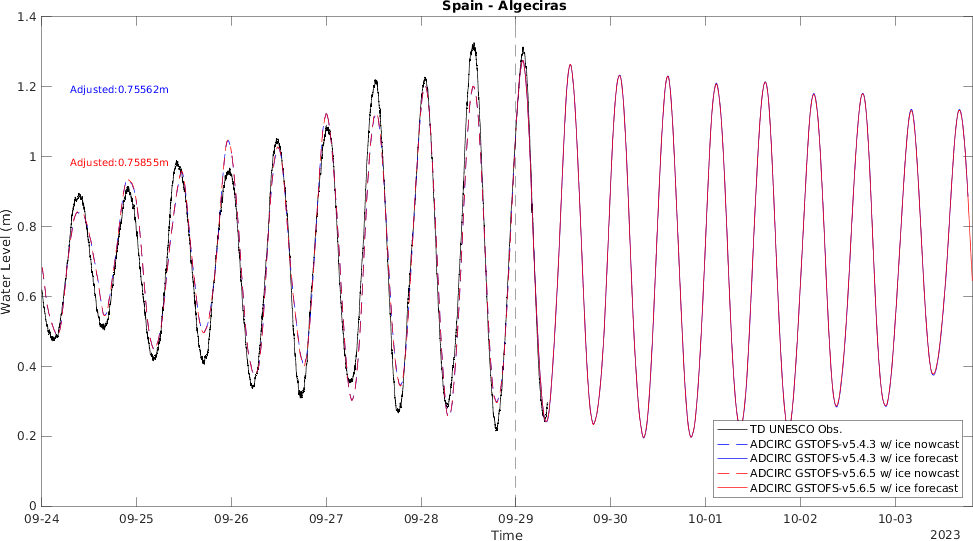 Spain - Algeciras
1.4
1.2
1
0.8
0.6
0.4
0.2
0
Water Level (m)
Adjusted:0.75562m
Adjusted:0.75855m
TD UNESCO Obs.
ADCIRC GSTOFS-v5.4.3 w/ ice nowcast
ADCIRC GSTOFS-v5.4.3 w/ ice forecast
ADCIRC GSTOFS-v5.6.5 w/ ice nowcast
ADCIRC GSTOFS-v5.6.5 w/ ice forecast
09-24 09-25 09-26 09-27 09-28 09-29 09-30 10-01 10-02 10-03
Time
2023